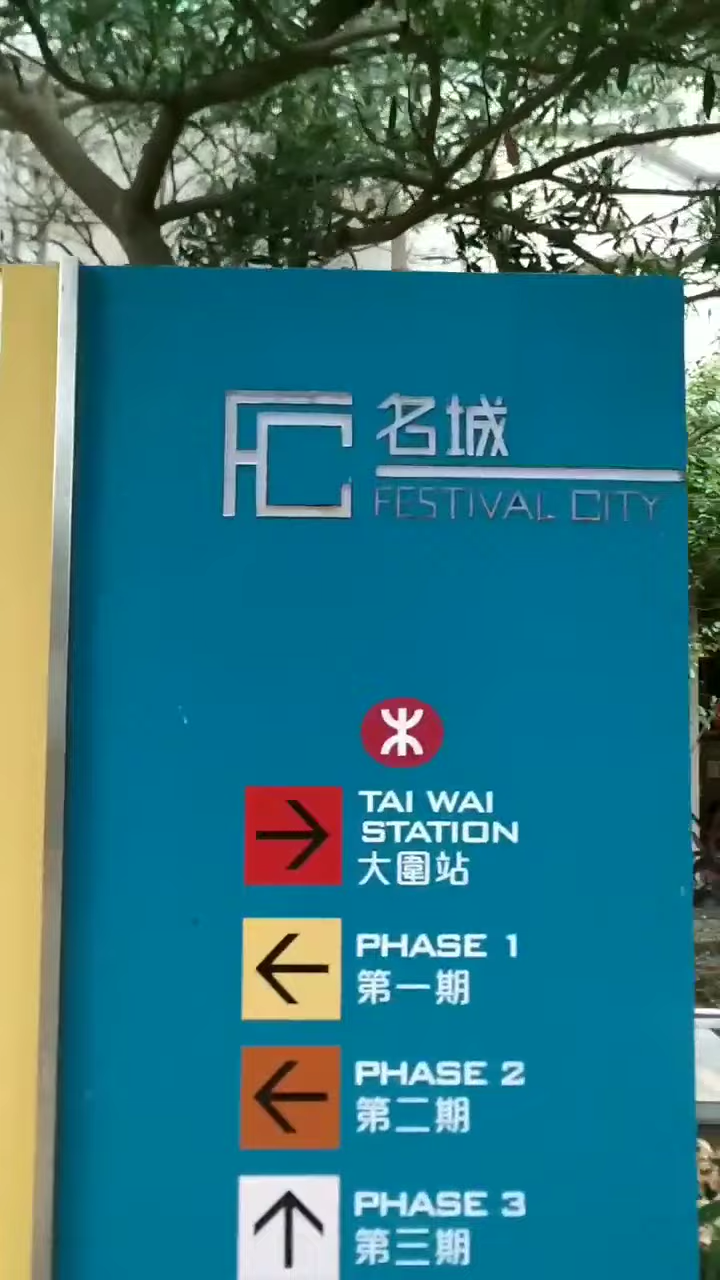 FC
名城
FESTIVAL CITY
TAI WAI
STATION
大圍站
PHASE 1
第一期
PHASE 2
第二期
PHASE 3
第三期